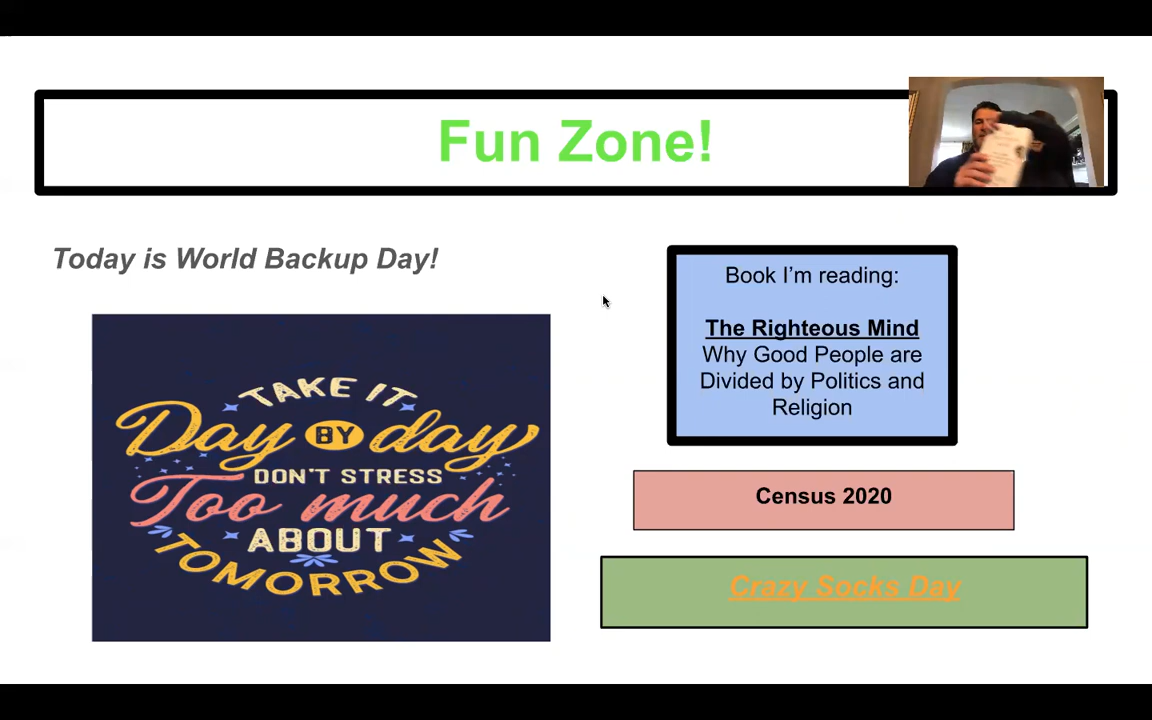 Fun Zone!
Today is World Backup Day!
TAKE IT
Day BY day
DON'T STRESS
Too much
ABOUT
TOMORROW
Book I'm reading:
The Righteous Mind
Why Good People are
Divided by Politics and
Religion
Census 2020
Crazy Socks Day